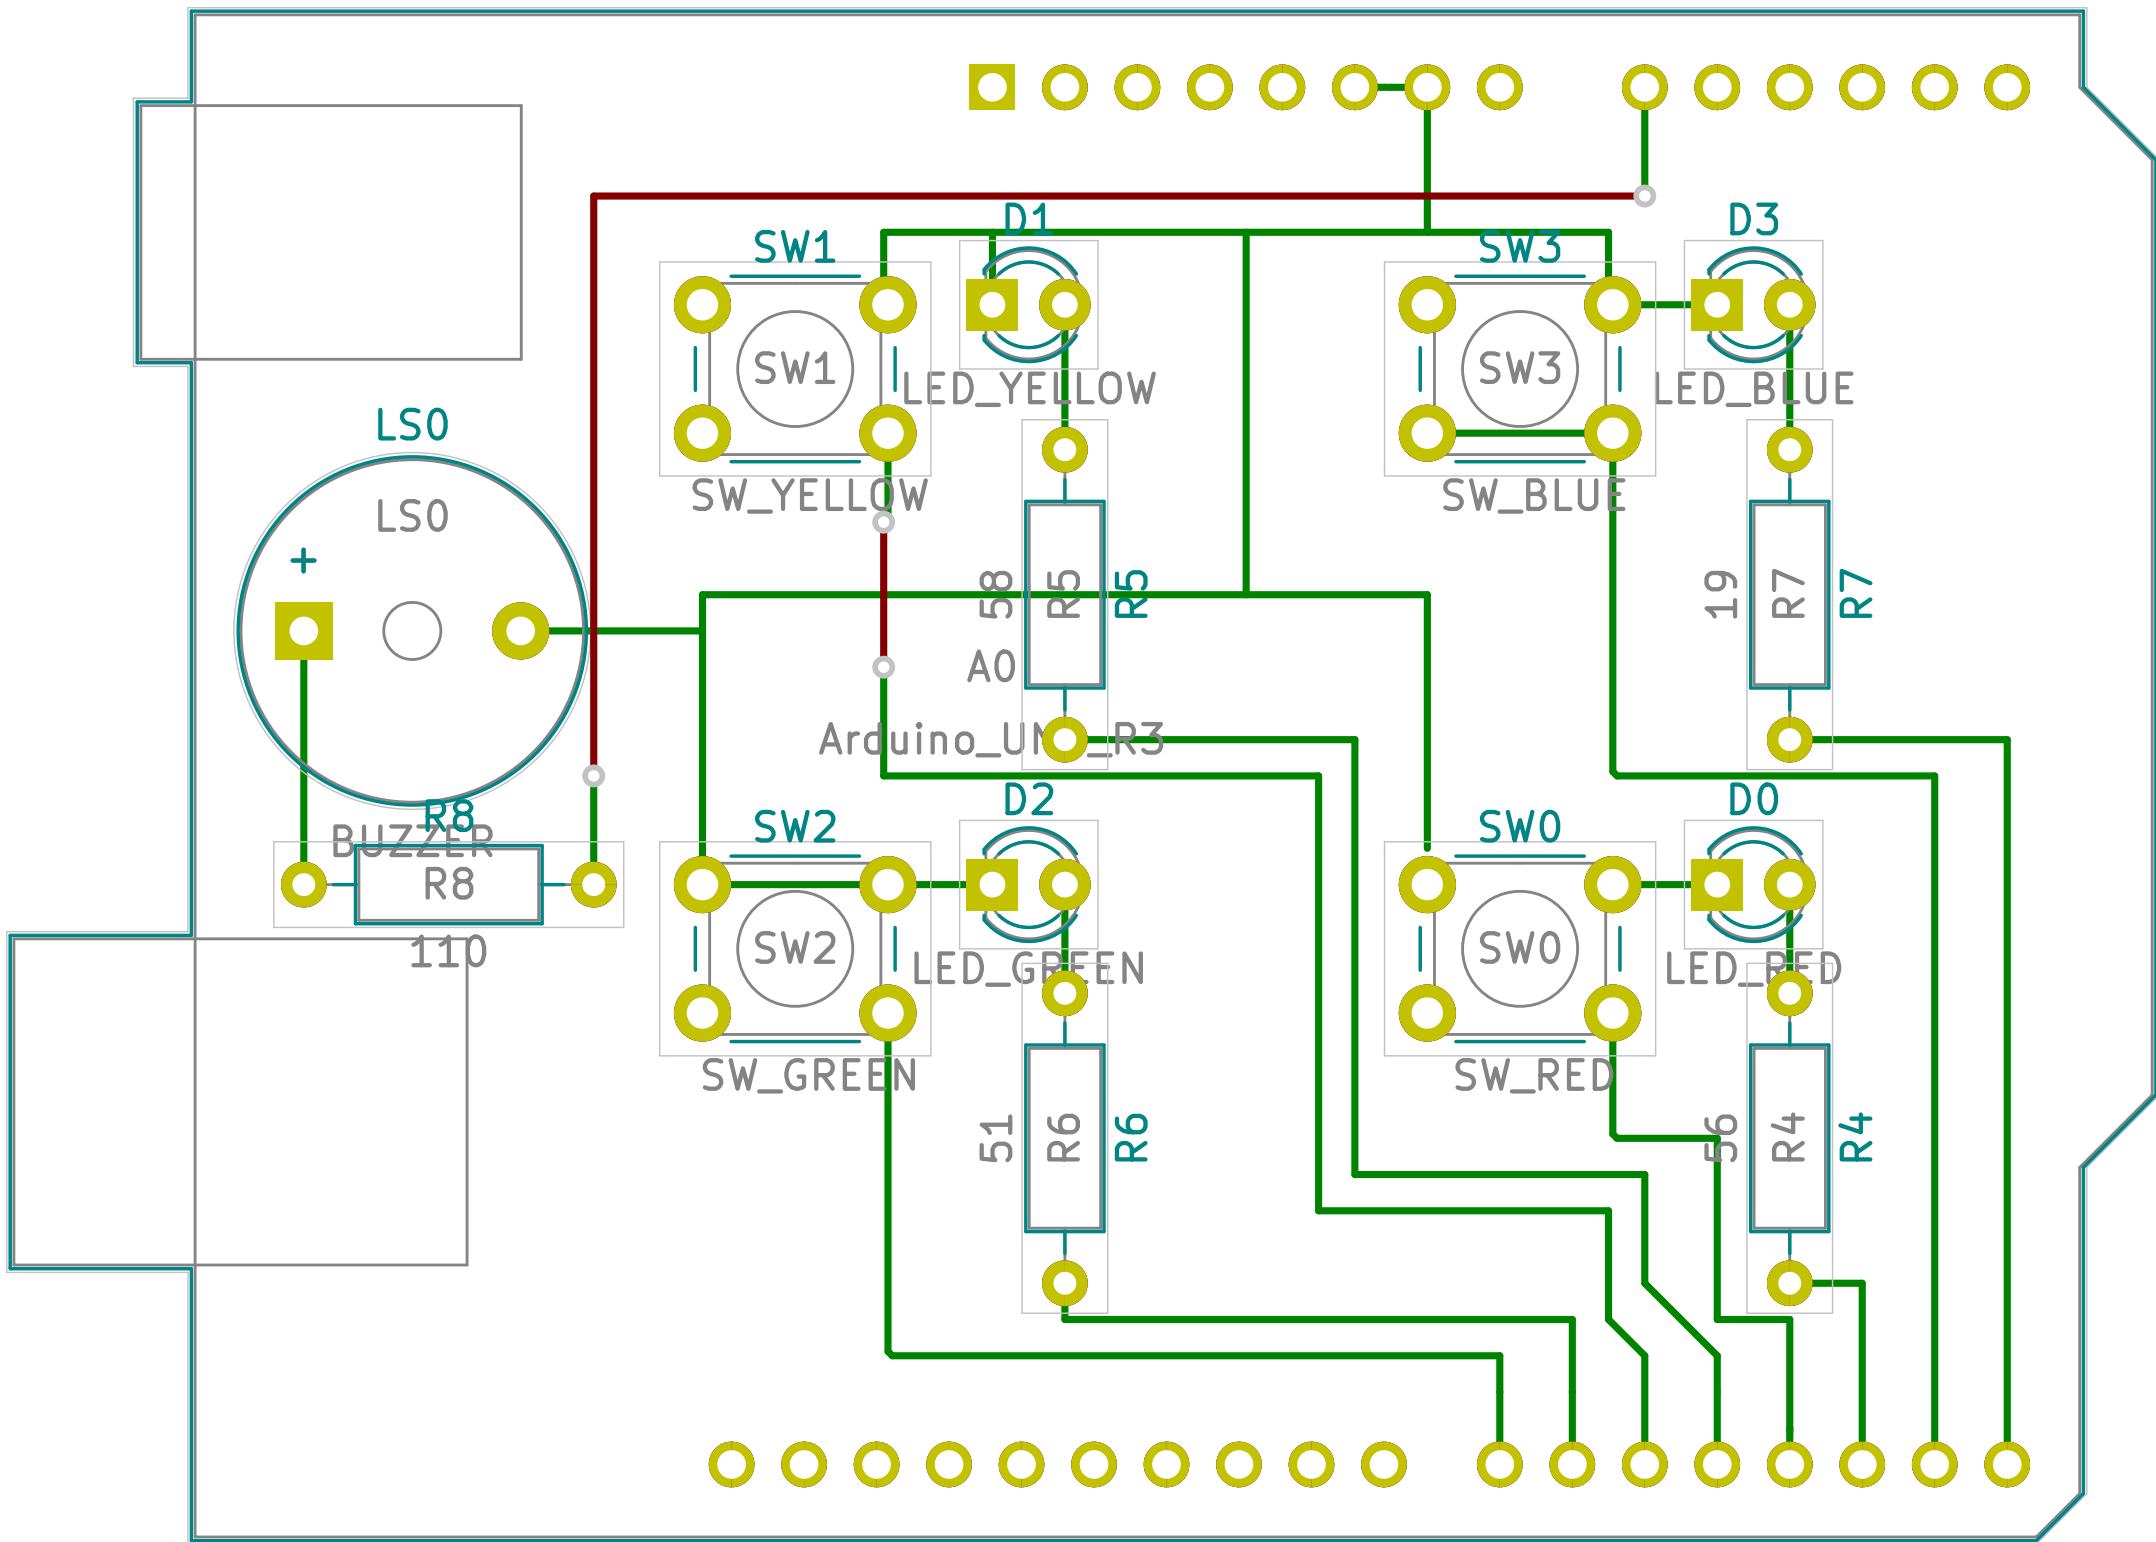 D1
D3
SW1
SW3
SW1
SW3
LED_YELLOW
LED_BLUE
LS0
SW_YELLOW
SW_BLUE
LS0
+
58
R5
R5
19
R7
R7
A0
Arduino_UNO_R3
D2
D0
R8
SW2
SW0
BUZZER
R8
110
SW2
SW0
LED_GREEN
LED_RED
SW_GREEN
SW_RED
51
R6
R6
56
R4
R4